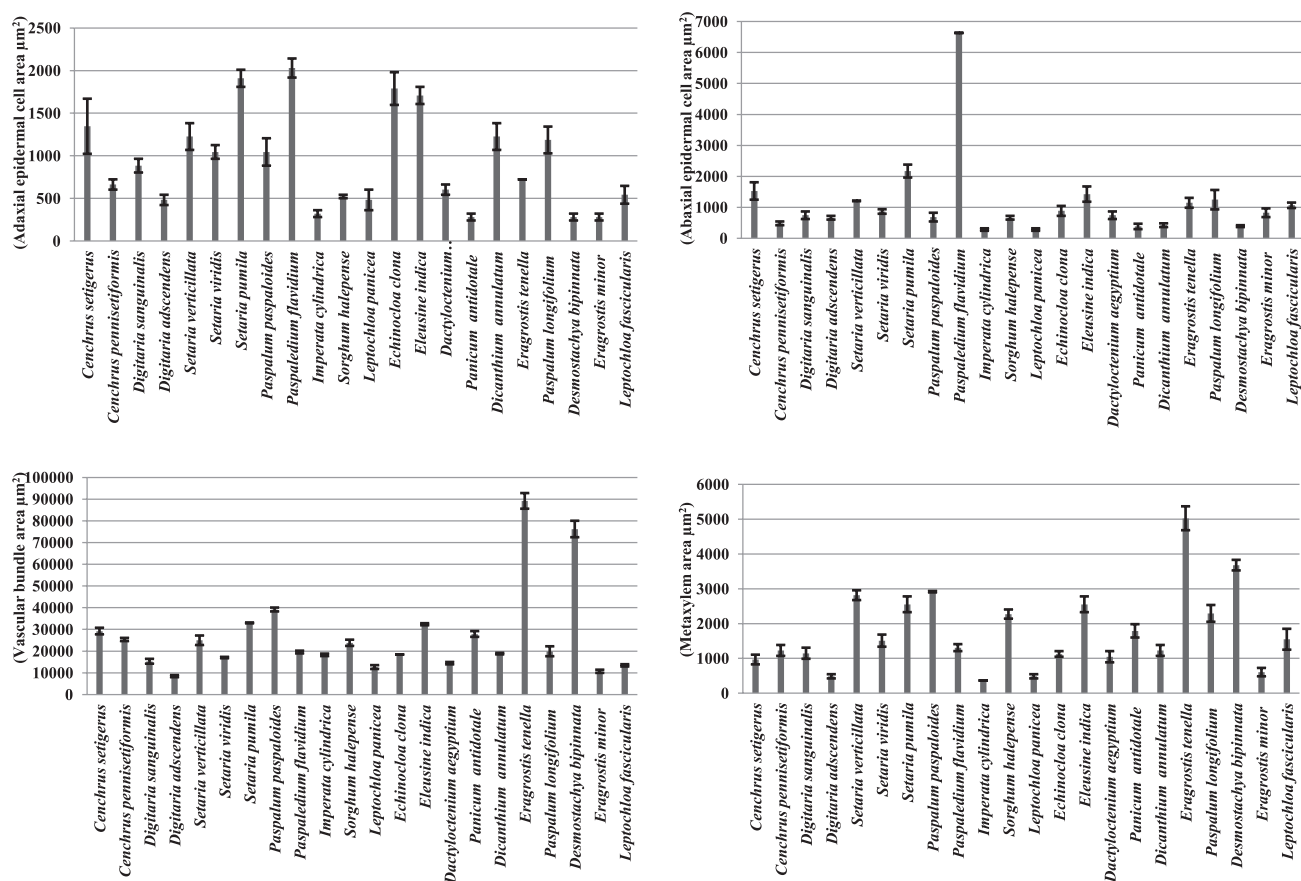 (Adaxial epidermal cell area µm²)
2500
2000
1500
1000
500
0
Cenchrus setigerus
Cenchrus pennisetiformis
Digitaria sanguinalis
Digitaria adscendens
Setaria verticillata
Setaria viridis
Setaria pumila
Paspalum paspaloides
Paspaledium flavidium
Imperata cylindrica
Sorghum halepense
Leptochloa panicea
Echinocloa clona
Eleusine indica
Dactyloctenium…
Panicum antidotale
Dicanthium annulatum
Eragrostis tenella
Paspalum longifolium
Desmostachya bipinnata
Eragrostis minor
Leptochloa fascicularis
(Abaxial epidermal cell area µm²)
7000
6000
5000
4000
3000
2000
1000
0
Cenchrus setigerus
Cenchrus pennisetiformis
Digitaria sanguinalis
Digitaria adscendens
Setaria verticillata
Setaria viridis
Setaria pumila
Paspalum paspaloides
Paspaledium flavidium
Imperata cylindrica
Sorghum halepense
Leptochloa panicea
Echinocloa clona
Eleusine indica
Dactyloctenium aegyptium
Panicum antidotale
Dicanthium annulatum
Eragrostis tenella
Paspalum longifolium
Desmostachya bipinnata
Eragrostis minor
Leptochloa fascicularis
(Vascular bundle area µm²)
100000
90000
80000
70000
60000
50000
40000
30000
20000
10000
0
Cenchrus setigerus
Cenchrus pennisetiformis
Digitaria sanguinalis
Digitaria adscendens
Setaria verticillata
Setaria viridis
Setaria pumila
Paspalum paspaloides
Paspaledium flavidium
Imperata cylindrica
Sorghum halepense
Leptochloa panicea
Echinocloa clona
Eleusine indica
Dactyloctenium aegyptium
Panicum antidotale
Dicanthium annulatum
Eragrostis tenella
Paspalum longifolium
Desmostachya bipinnata
Eragrostis minor
Leptochloa fascicularis
(Metaxylem area µm²)
6000
5000
4000
3000
2000
1000
0
Cenchrus setigerus
Cenchrus pennisetiformis
Digitaria sanguinalis
Digitaria adscendens
Setaria verticillata
Setaria viridis
Setaria pumila
Paspalum paspaloides
Paspaledium flavidium
Imperata cylindrica
Sorghum halepense
Leptochloa panicea
Echinocloa clona
Eleusine indica
Dactyloctenium aegyptium
Panicum antidotale
Dicanthium annulatum
Eragrostis tenella
Paspalum longifolium
Desmostachya bipinnata
Eragrostis minor
Leptochloa fascicularis